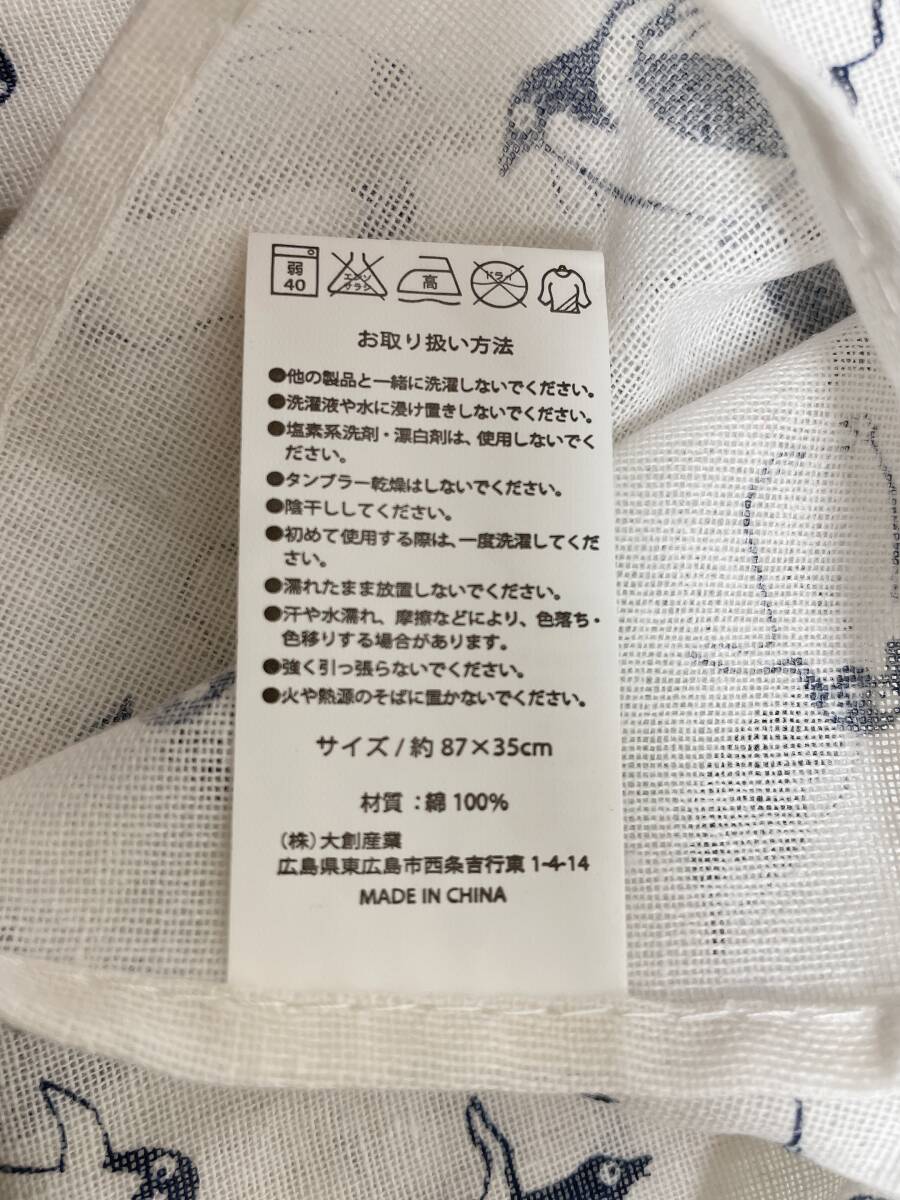 弱
40
エンソ
サラシ
高
ドライ
お取り扱い方法
●他の製品と一緒に洗濯しないでください。
●洗濯液や水に浸け置きしないでください。
●塩素系洗剤・漂白剤は、使用しないでく
ださい。
●タンブラー乾燥はしないでください。
●陰干ししてください。
●初めて使用する際は、一度洗濯してくだ
さい。
●濡れたまま放置しないでください。
●汗や水濡れ、摩擦などにより、色落ち・
色移りする場合があります。
●強く引っ張らないでください。
●火や熱源のそばに置かないでください。
サイズ/約 87×35cm
材質:綿 100%
(株)大創産業
広島県東広島市西条吉行東 1-4-14
MADE IN CHINA